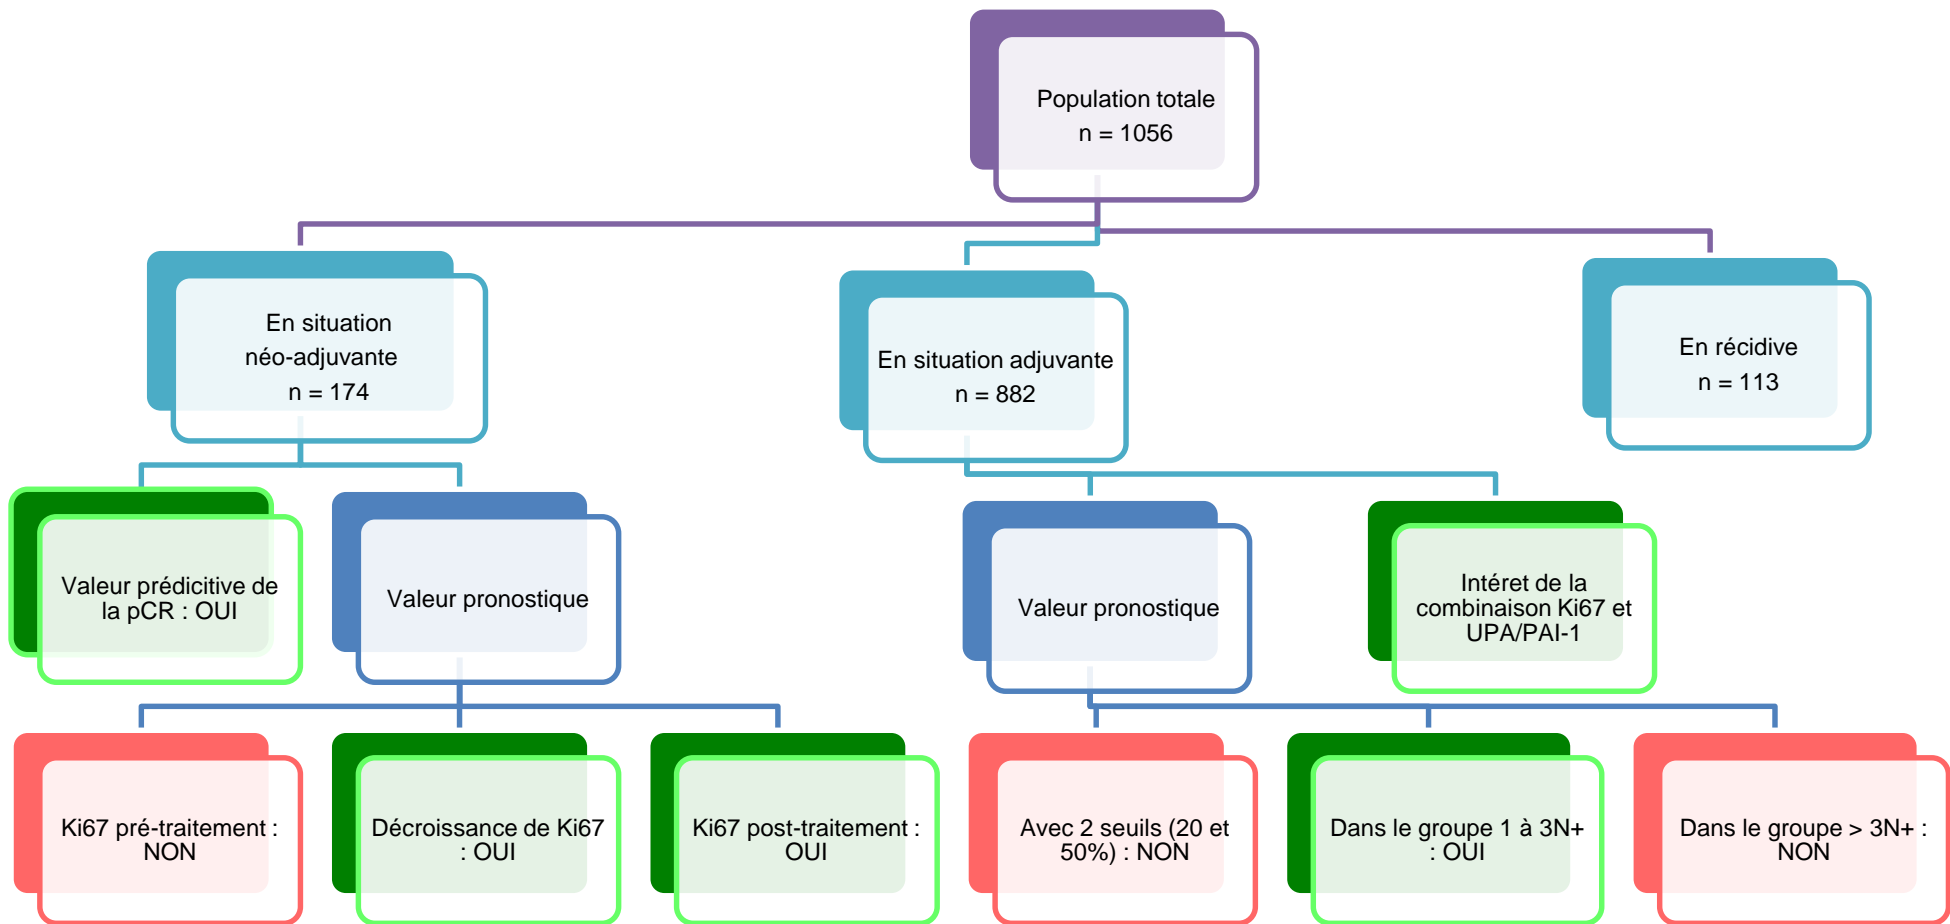 Population totale
n = 1056
En situation
néo-adjuvante
n = 174
En situation adjuvante
n = 882
En récidive
n = 113
Valeur prédicitive de
la pCR : OUI
Valeur pronostique
Valeur pronostique
Intéret de la
combinaison Ki67 et
UPA/PAI-1
Ki67 pré-traitement :
NON
Décroissance de Ki67
: OUI
Ki67 post-traitement :
OUI
Avec 2 seuils (20 et
50%) : NON
Dans le groupe 1 à 3N+
: OUI
Dans le groupe > 3N+ :
NON